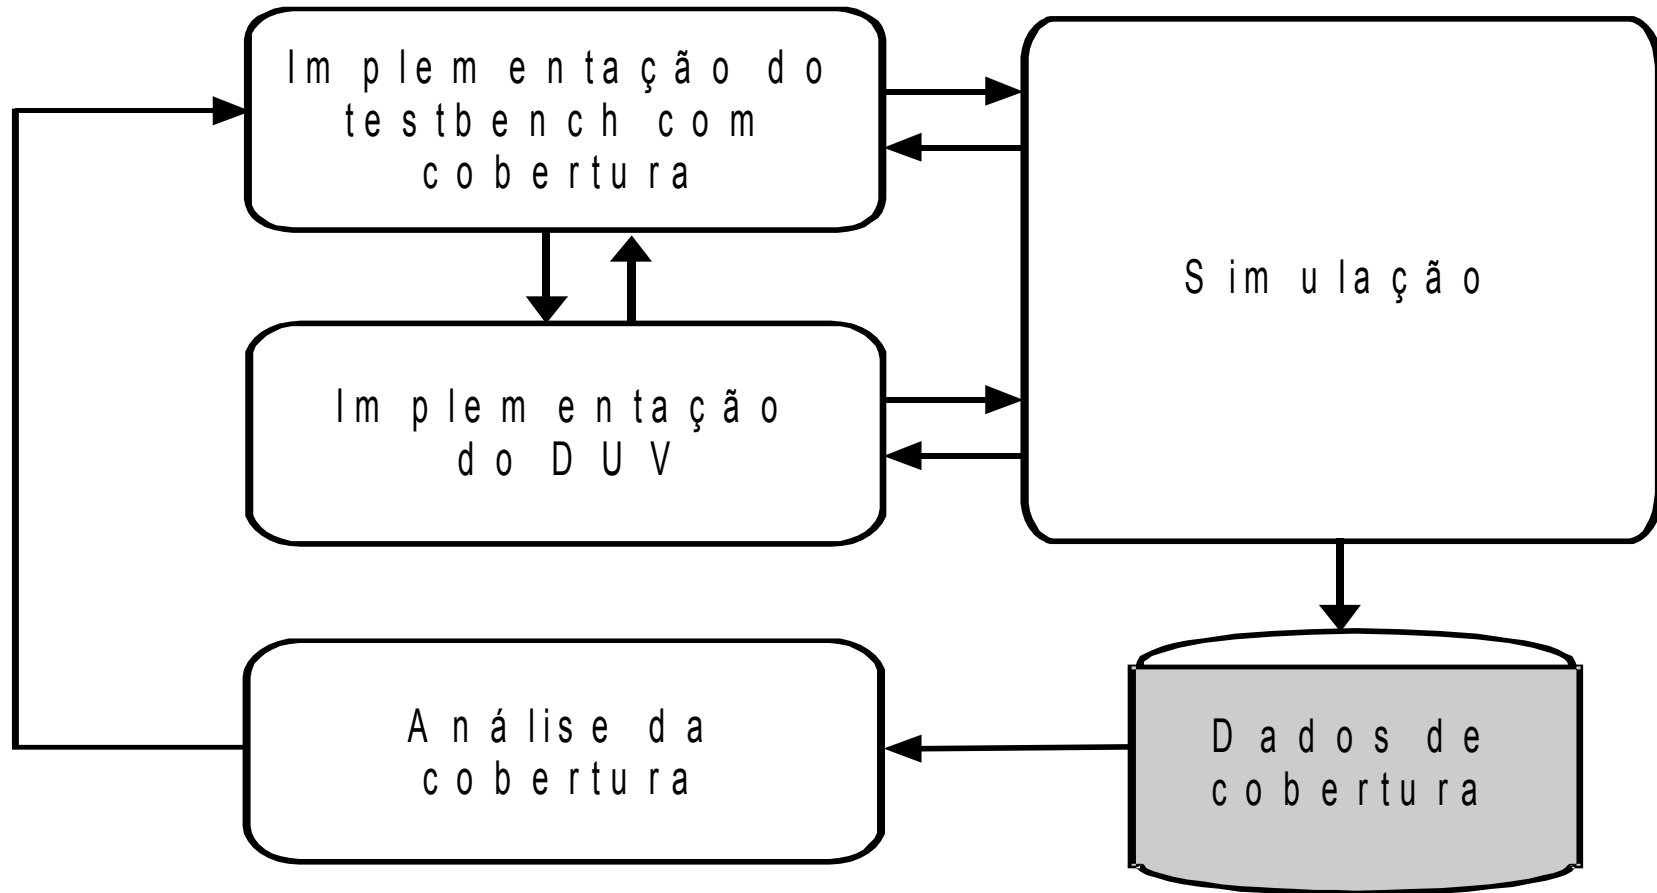 Implementação do
testbench com
cobertura
Simulação
Implementação
do DUV
Análise da
cobertura
Dados de
cobertura